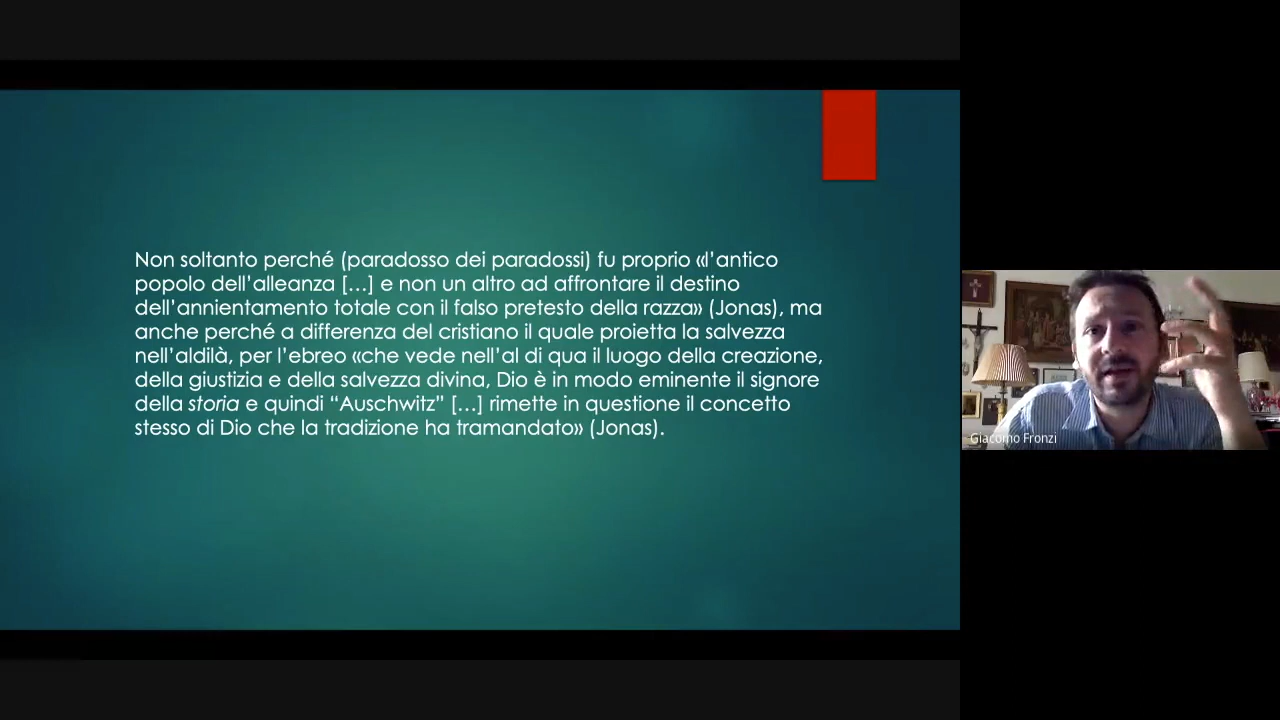 Non soltanto perché (paradosso dei paradossi) fu proprio «l’antico
popolo dell’alleanza […] e non un altro ad affrontare il destino
dell’annientamento totale con il falso pretesto della razza» (Jonas), ma
anche perché a differenza del cristiano il quale proietta la salvezza
nell’aldilà, per l’ebreo «che vede nell’al di qua il luogo della creazione,
della giustizia e della salvezza divina, Dio è in modo eminente il signore
della storia e quindi “Auschwitz” […] rimette in questione il concetto
stesso di Dio che la tradizione ha tramandato» (Jonas).
Giacomo Fronzi